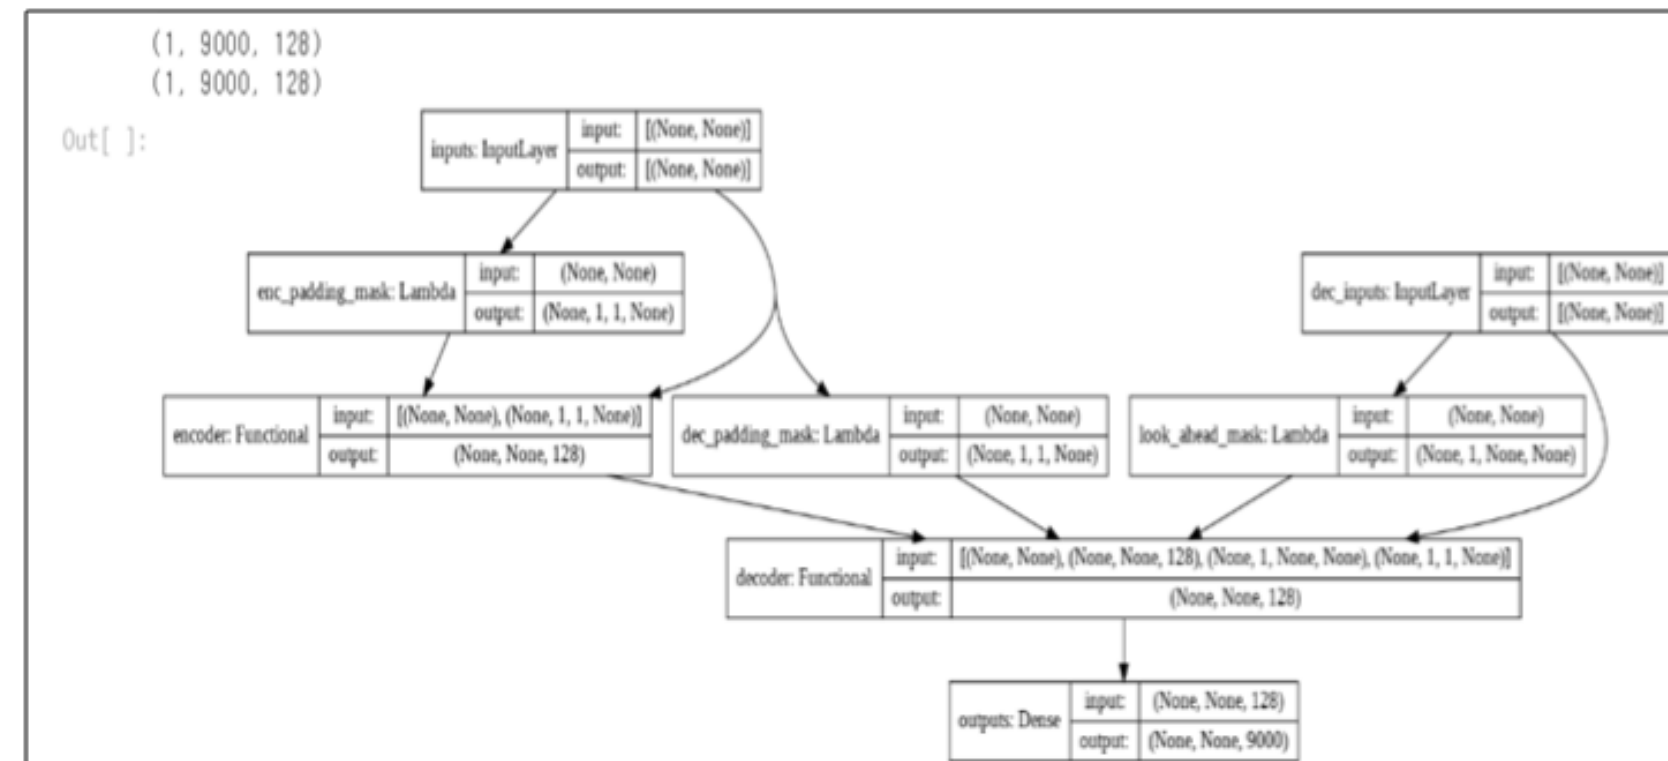 (1, 9000, 128)
(1, 9000, 128)
Out[ ]:
inputs: InputLayer
input: [(None, None)]
output: [(None, None)]
enc_padding_mask: Lambda
input: (None, None)
output: (None, 1, 1, None)
dec_inputs: InputLayer
input: [(None, None)]
output: [(None, None)]
encoder: Functional
input: [(None, None), (None, 1, 1, None)]
output: (None, None, 128)
dec_padding_mask: Lambda
input: (None, None)
output: (None, 1, 1, None)
look_ahead_mask: Lambda
input: (None, None)
output: (None, 1, None, None)
decoder: Functional
input: [(None, None), (None, None, 128), (None, 1, None, None), (None, 1, 1, None)]
output: (None, None, 128)
outputs: Dense
input: (None, None, 128)
output: (None, None, 9000)